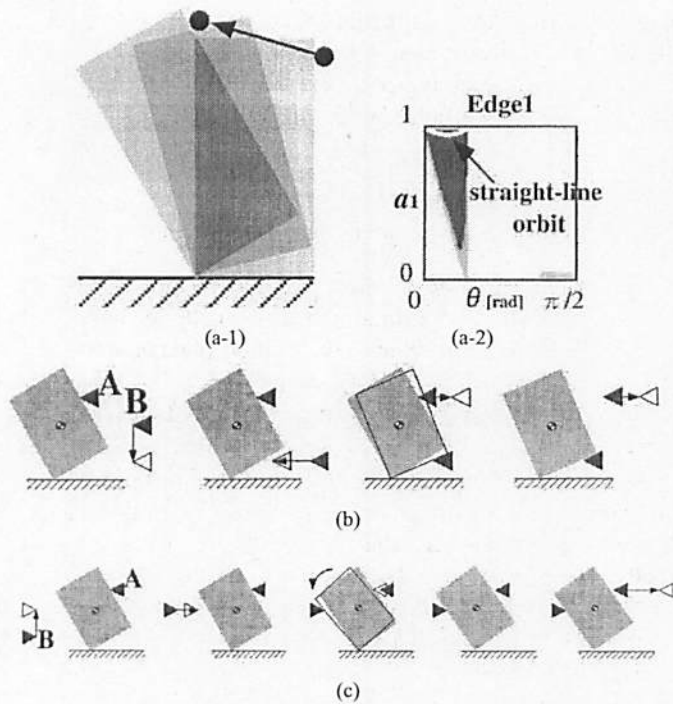 Edge1
1
a1
straight-line
orbit
0
0 θ [rad] π/2
(a-1) (a-2)
A
B
(b)
A
B
(c)